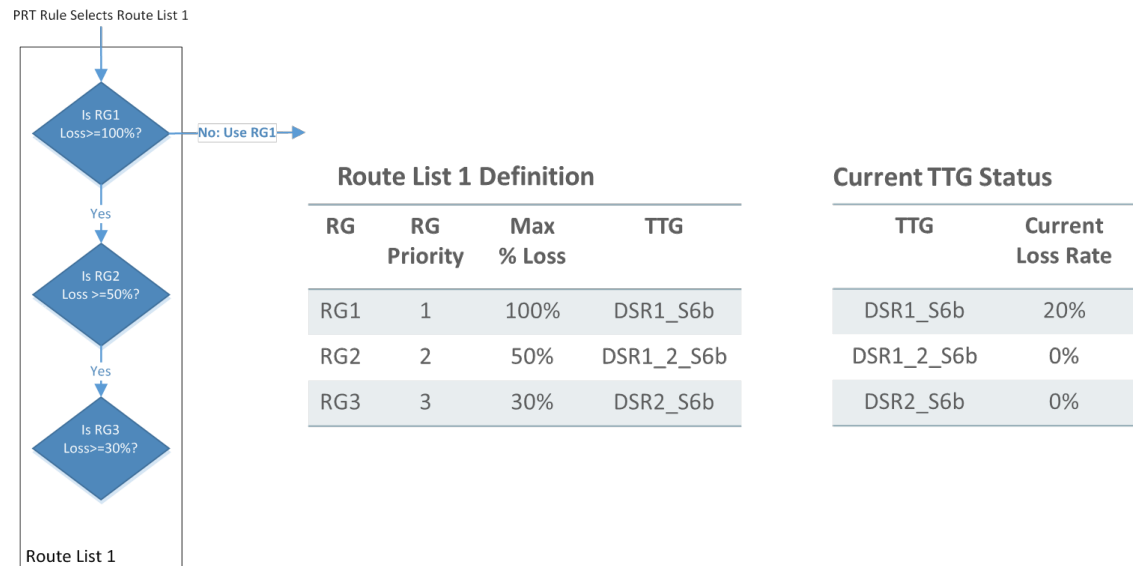 PRT Rule Selects Route List 1
Is RG1
Loss>=100%?
No: Use RG1
Yes
Is RG2
Loss >=50%?
Yes
Is RG3
Loss>=30%?
Route List 1
Route List 1 Definition
RG RG Priority Max % Loss TTG
RG1 1 100% DSR1_S6b
RG2 2 50% DSR1_2_S6b
RG3 3 30% DSR2_S6b
Current TTG Status
TTG Current Loss Rate
DSR1_S6b 20%
DSR1_2_S6b 0%
DSR2_S6b 0%